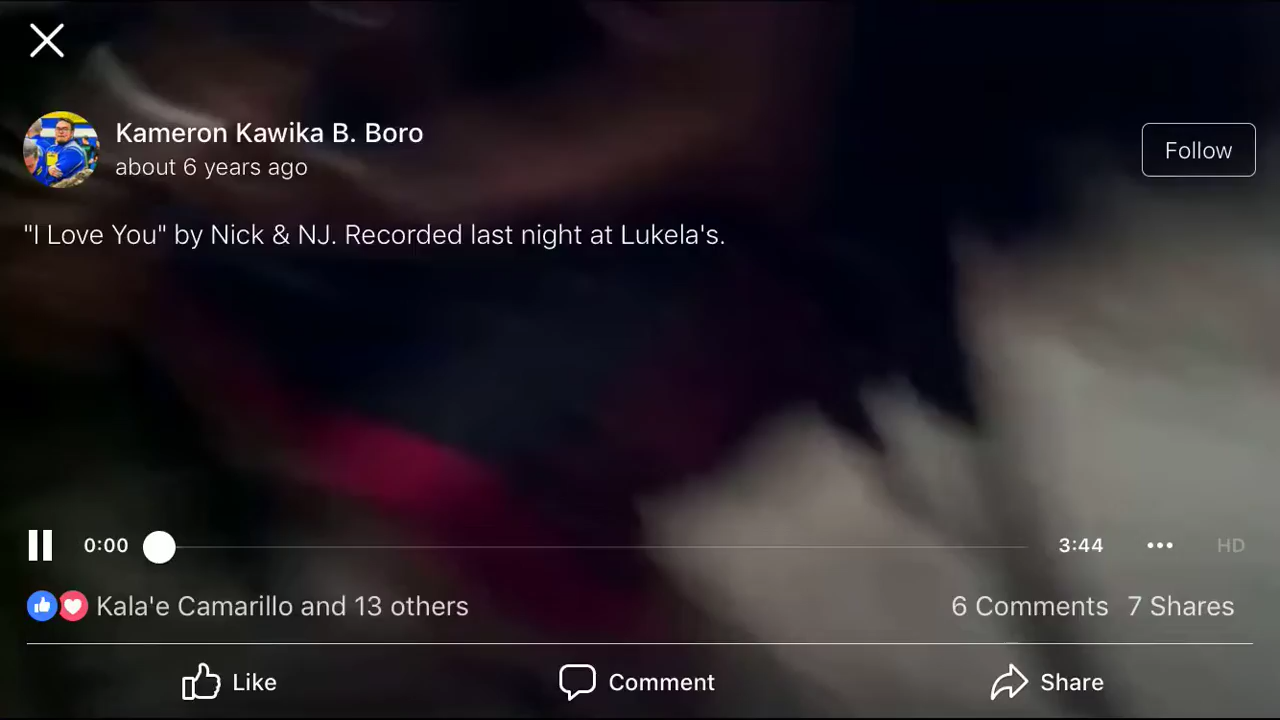 Kameron Kawika B. Boro
about 6 years ago
Follow
"I Love You" by Nick & NJ. Recorded last night at Lukela's.
0:00
3:44
HD
Kala'e Camarillo and 13 others
6 Comments 7 Shares
Like
Comment
Share